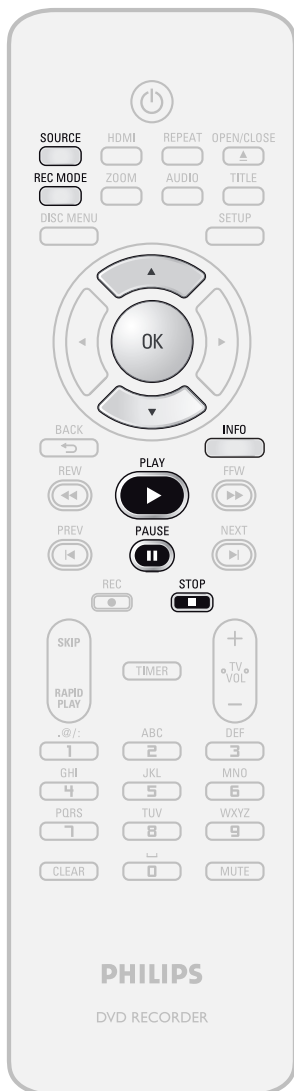 SOURCE HDMI REPEAT OPEN/CLOSE
REC MODE ZOOM AUDIO TITLE
DISC MENU SETUP
OK
BACK INFO
REW PLAY FFW
PREV PAUSE NEXT
REC STOP
SKIP
RAPID
PLAY
TIMER
+
TV
VOL
−
.@/: ABC DEF
1 2 3
GHI JKL MNO
4 5 6
PQRS TUV WXYZ
7 8 9
CLEAR 0 MUTE
PHILIPS
DVD RECORDER